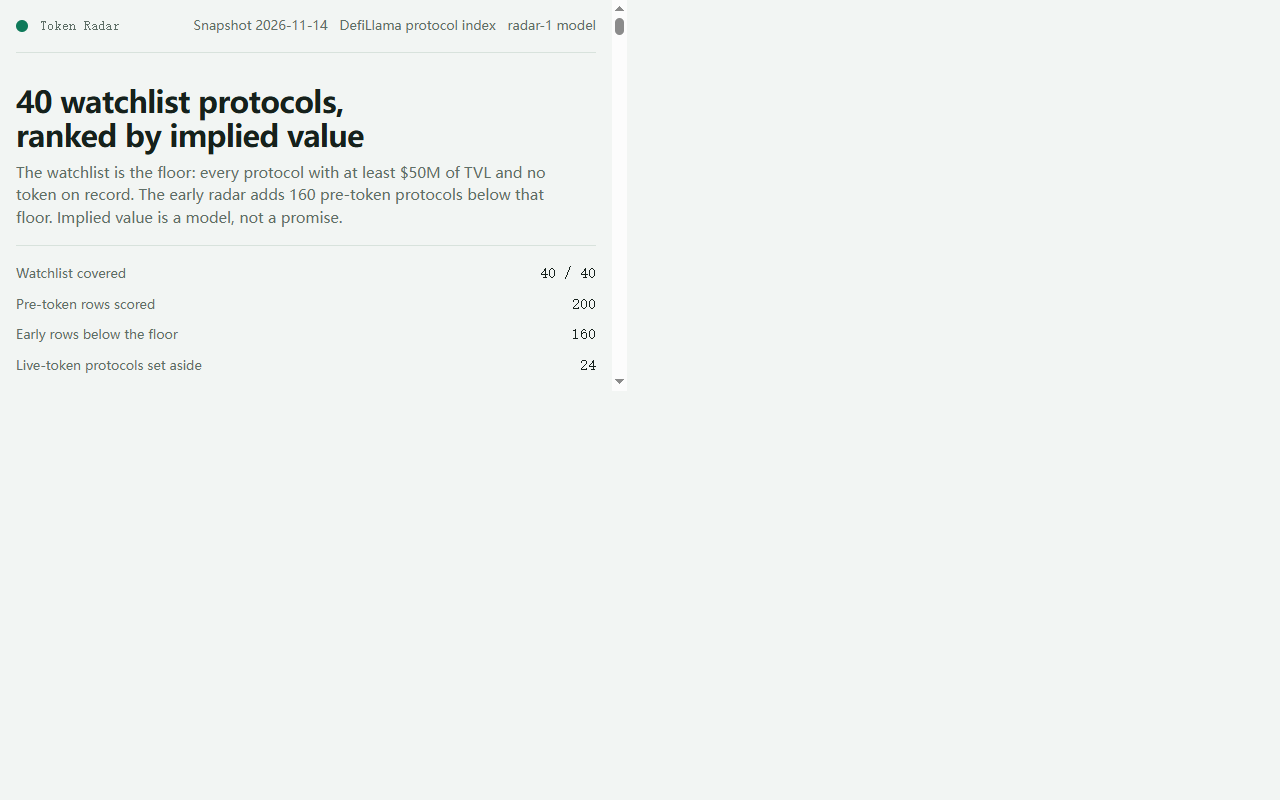 Token Radar
Snapshot 2026-11-14 DefiLlama protocol index radar-1 model
40 watchlist protocols,
ranked by implied value
The watchlist is the floor: every protocol with at least $50M of TVL and no
token on record. The early radar adds 160 pre-token protocols below that
floor. Implied value is a model, not a promise.
Watchlist covered 40 / 40
Pre-token rows scored 200
Early rows below the floor 160
Live-token protocols set aside 24